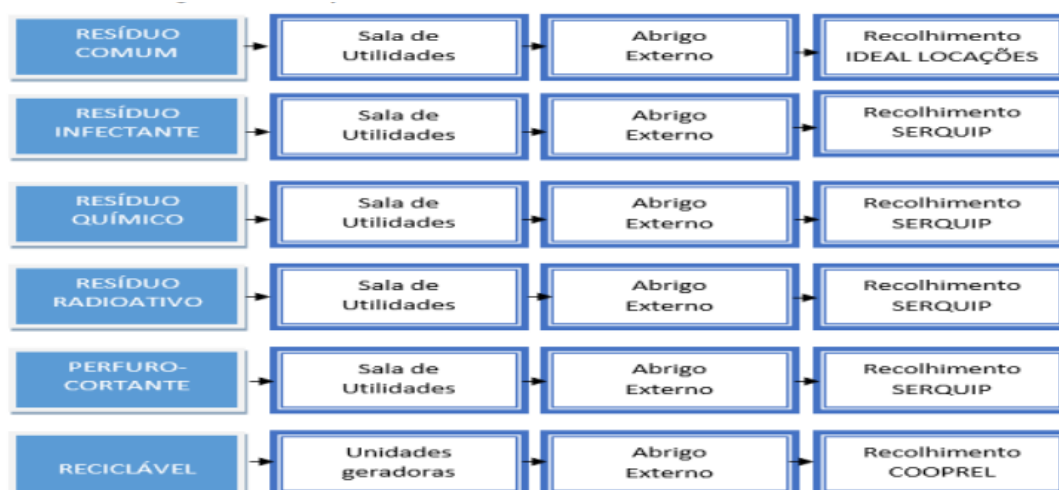 RESÍDUO
COMUM
Sala de
Utilidades
Abrigo
Externo
Recolhimento
IDEAL LOCAÇÕES
RESÍDUO
INFECTANTE
Sala de
Utilidades
Abrigo
Externo
Recolhimento
SERQUIP
RESÍDUO
QUÍMICO
Sala de
Utilidades
Abrigo
Externo
Recolhimento
SERQUIP
RESÍDUO
RADIOATIVO
Sala de
Utilidades
Abrigo
Externo
Recolhimento
SERQUIP
PERFURO-
CORTANTE
Sala de
Utilidades
Abrigo
Externo
Recolhimento
SERQUIP
RECICLÁVEL
Unidades
geradoras
Abrigo
Externo
Recolhimento
COOPREL